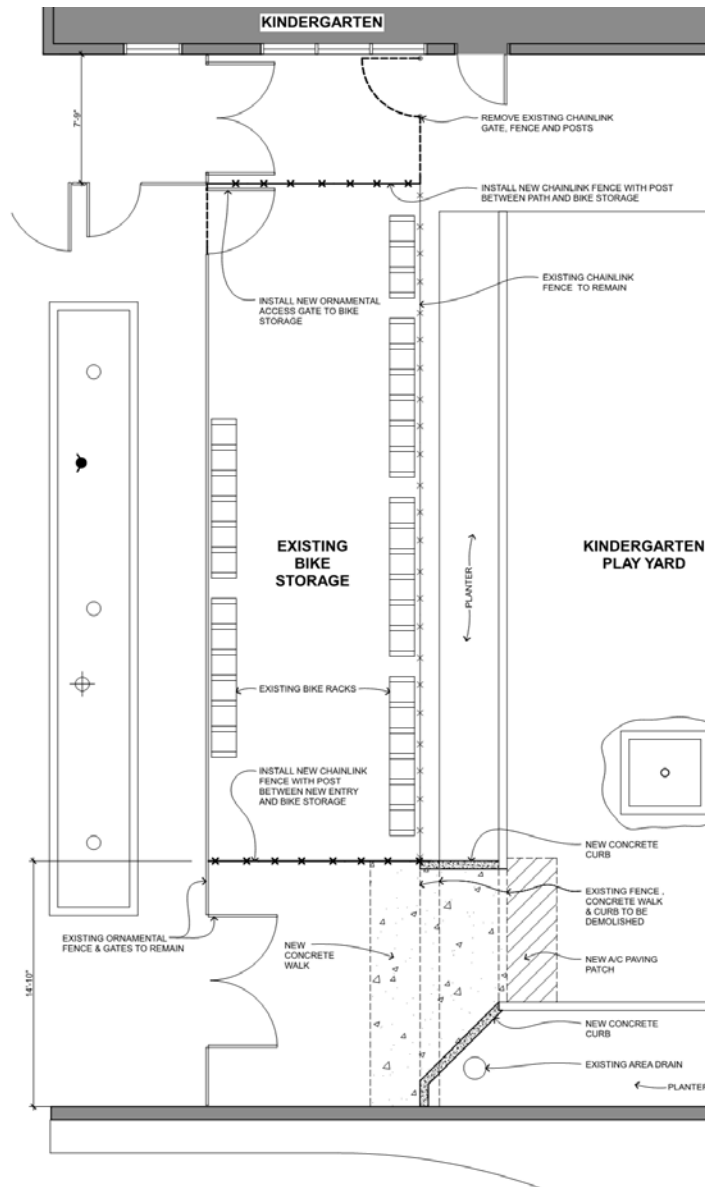 KINDERGARTEN
7'-9"
REMOVE EXISTING CHAINLINK
GATE, FENCE AND POSTS
INSTALL NEW CHAINLINK FENCE WITH POST
BETWEEN PATH AND BIKE STORAGE
EXISTING CHAINLINK
FENCE TO REMAIN
INSTALL NEW ORNAMENTAL
ACCESS GATE TO BIKE
STORAGE
EXISTING
BIKE
STORAGE
PLANTER
KINDERGARTEN
PLAY YARD
EXISTING BIKE RACKS
INSTALL NEW CHAINLINK
FENCE WITH POST
BETWEEN NEW ENTRY
AND BIKE STORAGE
NEW CONCRETE
CURB
EXISTING FENCE ,
CONCRETE WALK
& CURB TO BE
DEMOLISHED
EXISTING ORNAMENTAL
FENCE & GATES TO REMAIN
NEW
CONCRETE
WALK
NEW A/C PAVING
PATCH
14'-10"
NEW CONCRETE
CURB
EXISTING AREA DRAIN
PLANTER